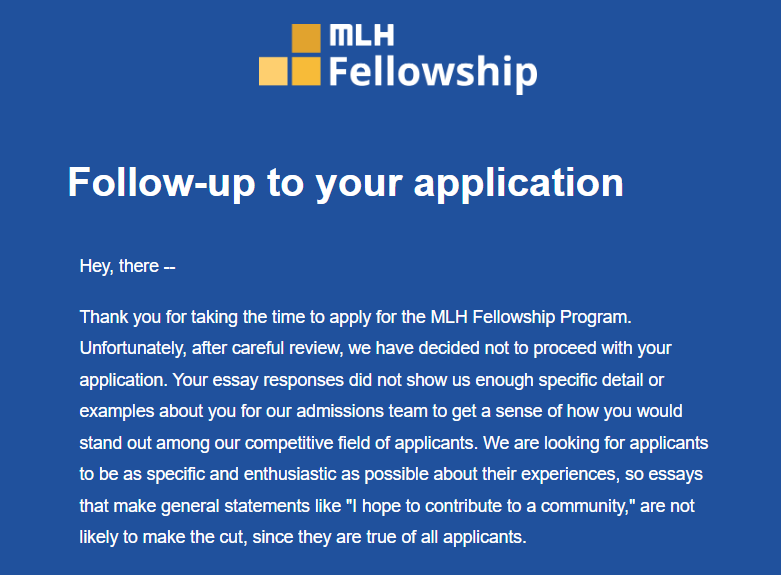 MLH
Fellowship
Follow-up to your application
Hey, there --
Thank you for taking the time to apply for the MLH Fellowship Program.
Unfortunately, after careful review, we have decided not to proceed with your
application. Your essay responses did not show us enough specific detail or
examples about you for our admissions team to get a sense of how you would
stand out among our competitive field of applicants. We are looking for applicants
to be as specific and enthusiastic as possible about their experiences, so essays
that make general statements like "I hope to contribute to a community," are not
likely to make the cut, since they are true of all applicants.